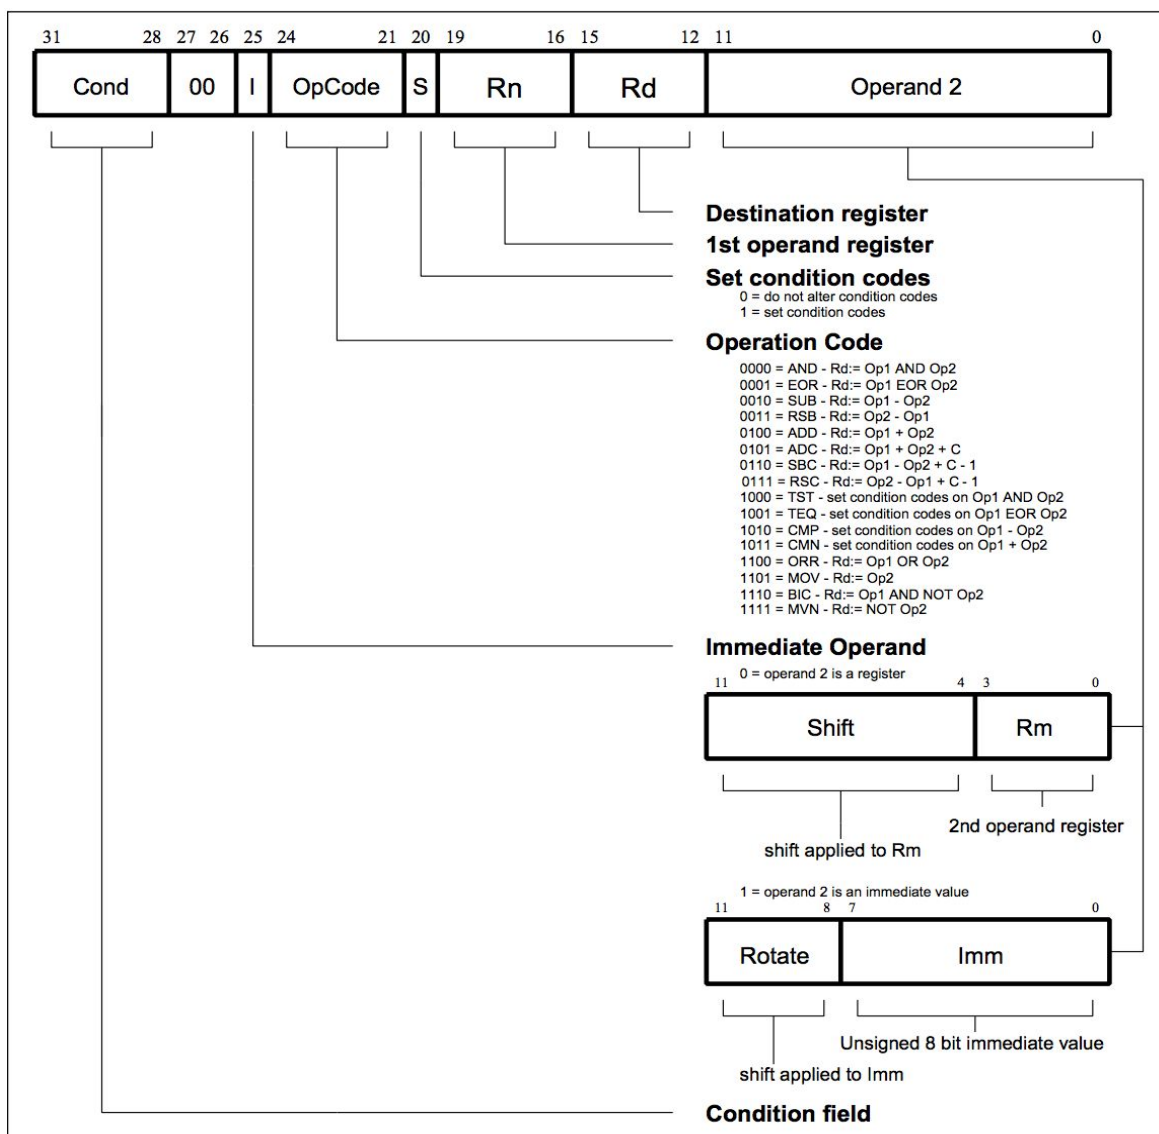 31 28 27 26 25 24 21 20 19 16 15 12 11 0
Cond 00 I OpCode S Rn Rd Operand 2
Destination register
1st operand register
Set condition codes
0 = do not alter condition codes
1 = set condition codes
Operation Code
0000 = AND - Rd:= Op1 AND Op2
0001 = EOR - Rd:= Op1 EOR Op2
0010 = SUB - Rd:= Op1 - Op2
0011 = RSB - Rd:= Op2 - Op1
0100 = ADD - Rd:= Op1 + Op2
0101 = ADC - Rd:= Op1 + Op2 + C
0110 = SBC - Rd:= Op1 - Op2 + C - 1
0111 = RSC - Rd:= Op2 - Op1 + C - 1
1000 = TST - set condition codes on Op1 AND Op2
1001 = TEQ - set condition codes on Op1 EOR Op2
1010 = CMP - set condition codes on Op1 - Op2
1011 = CMN - set condition codes on Op1 + Op2
1100 = ORR - Rd:= Op1 OR Op2
1101 = MOV - Rd:= Op2
1110 = BIC - Rd:= Op1 AND NOT Op2
1111 = MVN - Rd:= NOT Op2
Immediate Operand
0 = operand 2 is a register
11 4 3 0
Shift Rm
2nd operand register
shift applied to Rm
1 = operand 2 is an immediate value
11 8 7 0
Rotate Imm
Unsigned 8 bit immediate value
shift applied to Imm
Condition field